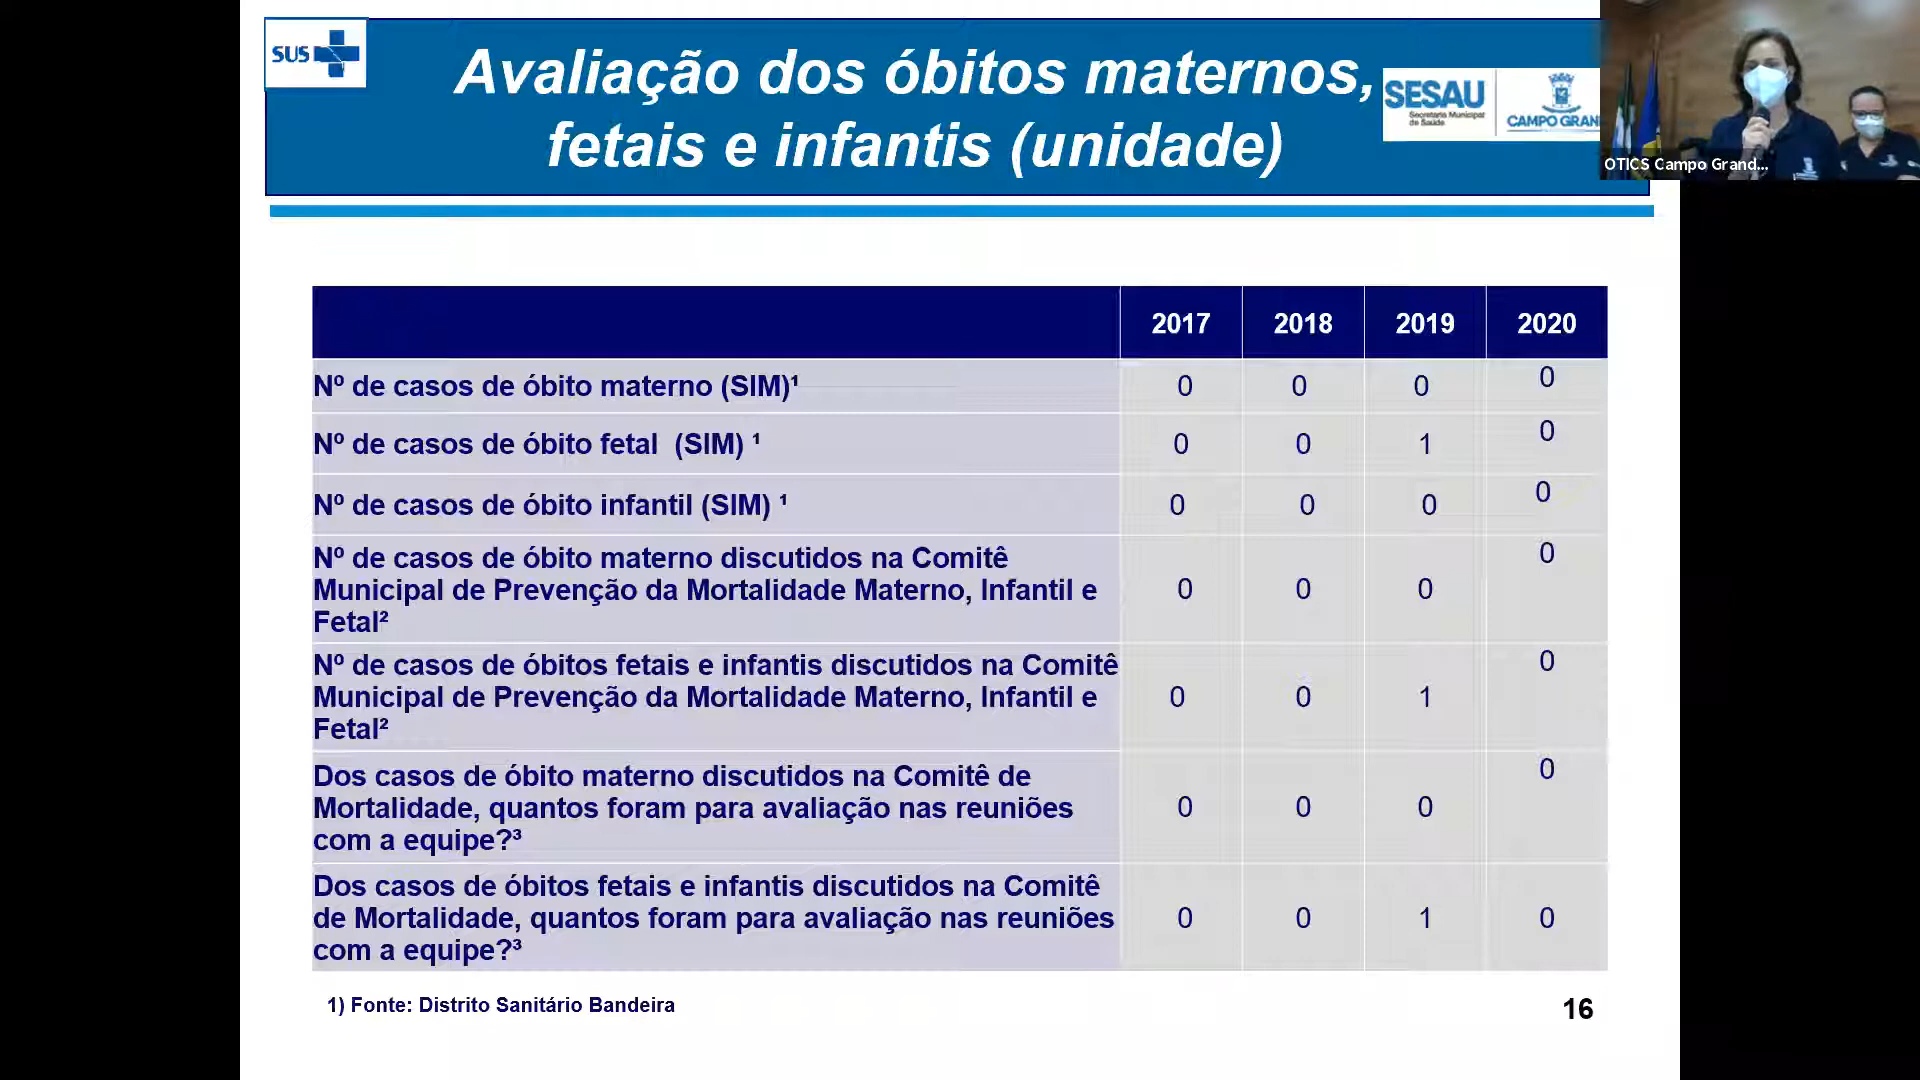 SUS
Avaliação dos óbitos maternos,
fetais e infantis (unidade)
SESAU
Secretaria Municipal
de Saúde
CAMPO GRAN
OTICS Campo Grand...
2017 2018 2019 2020
Nº de casos de óbito materno (SIM)¹ 0 0 0 0
Nº de casos de óbito fetal (SIM) ¹ 0 0 1 0
Nº de casos de óbito infantil (SIM) ¹ 0 0 0 0
Nº de casos de óbito materno discutidos na Comitê
Municipal de Prevenção da Mortalidade Materno, Infantil e
Fetal²
0 0 0 0
Nº de casos de óbitos fetais e infantis discutidos na Comitê
Municipal de Prevenção da Mortalidade Materno, Infantil e
Fetal²
0 0 1 0
Dos casos de óbito materno discutidos na Comitê de
Mortalidade, quantos foram para avaliação nas reuniões
com a equipe?³
0 0 0 0
Dos casos de óbitos fetais e infantis discutidos na Comitê
de Mortalidade, quantos foram para avaliação nas reuniões
com a equipe?³
0 0 1 0
1) Fonte: Distrito Sanitário Bandeira
16